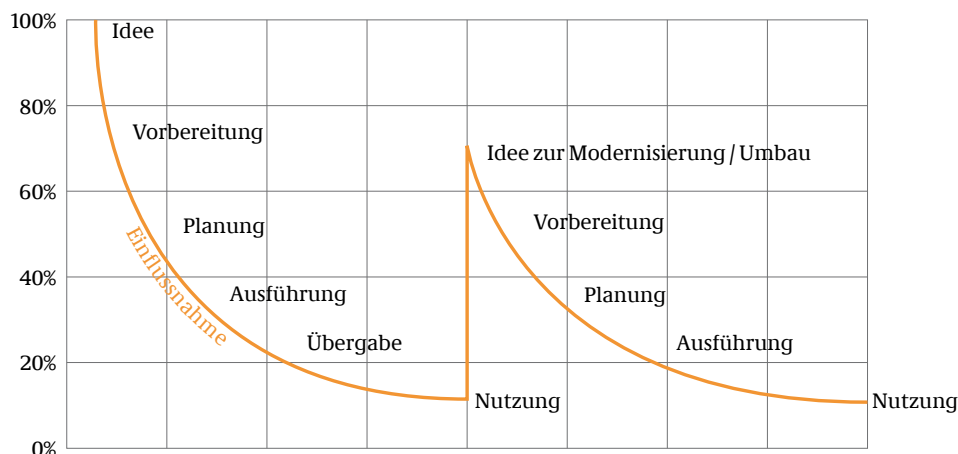 100%
Idee
80%
Vorbereitung
Idee zur Modernisierung / Umbau
60%
Planung
Vorbereitung
Einflussnahme
40%
Ausführung
Planung
Übergabe
Ausführung
20%
Nutzung
Nutzung
0%